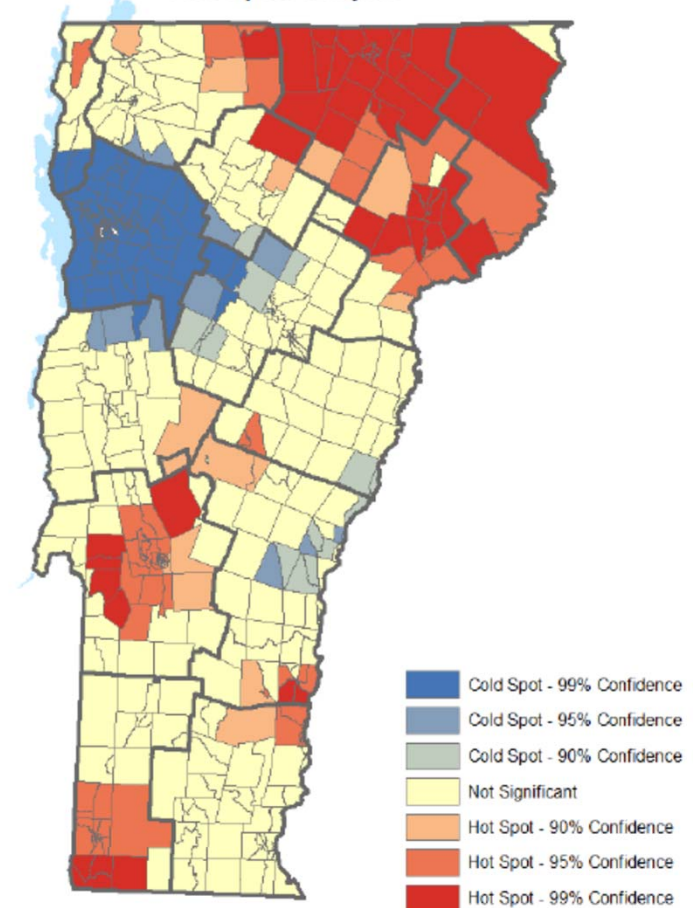 Cold Spot - 99% Confidence
Cold Spot - 95% Confidence
Cold Spot - 90% Confidence
Not Significant
Hot Spot - 90% Confidence
Hot Spot - 95% Confidence
Hot Spot - 99% Confidence